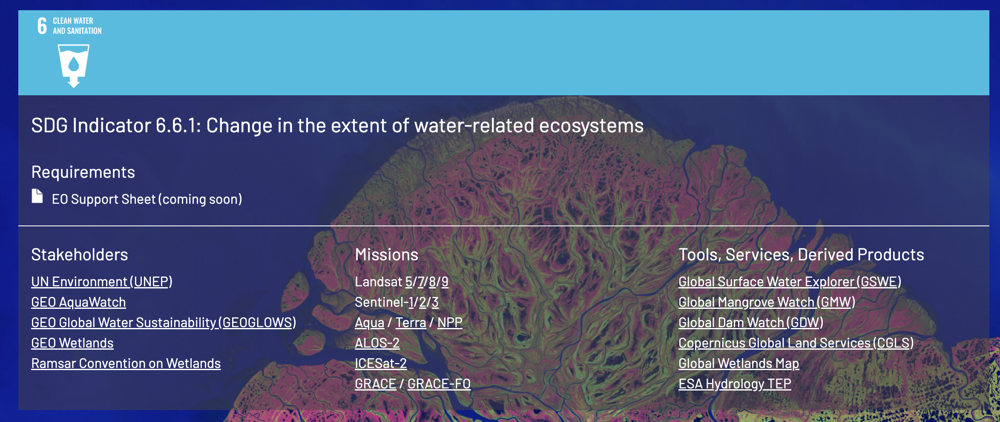 6 CLEAN WATER
AND SANITATION
SDG Indicator 6.6.1: Change in the extent of water-related ecosystems
Requirements
EO Support Sheet (coming soon)
Stakeholders
UN Environment (UNEP)
GEO AquaWatch
GEO Global Water Sustainability (GEOGLOWS)
GEO Wetlands
Ramsar Convention on Wetlands
Missions
Landsat 5/7/8/9
Sentinel-1/2/3
Aqua / Terra / NPP
ALOS-2
ICESat-2
GRACE / GRACE-FO
Tools, Services, Derived Products
Global Surface Water Explorer (GSWE)
Global Mangrove Watch (GMW)
Global Dam Watch (GDW)
Copernicus Global Land Services (CGLS)
Global Wetlands Map
ESA Hydrology TEP